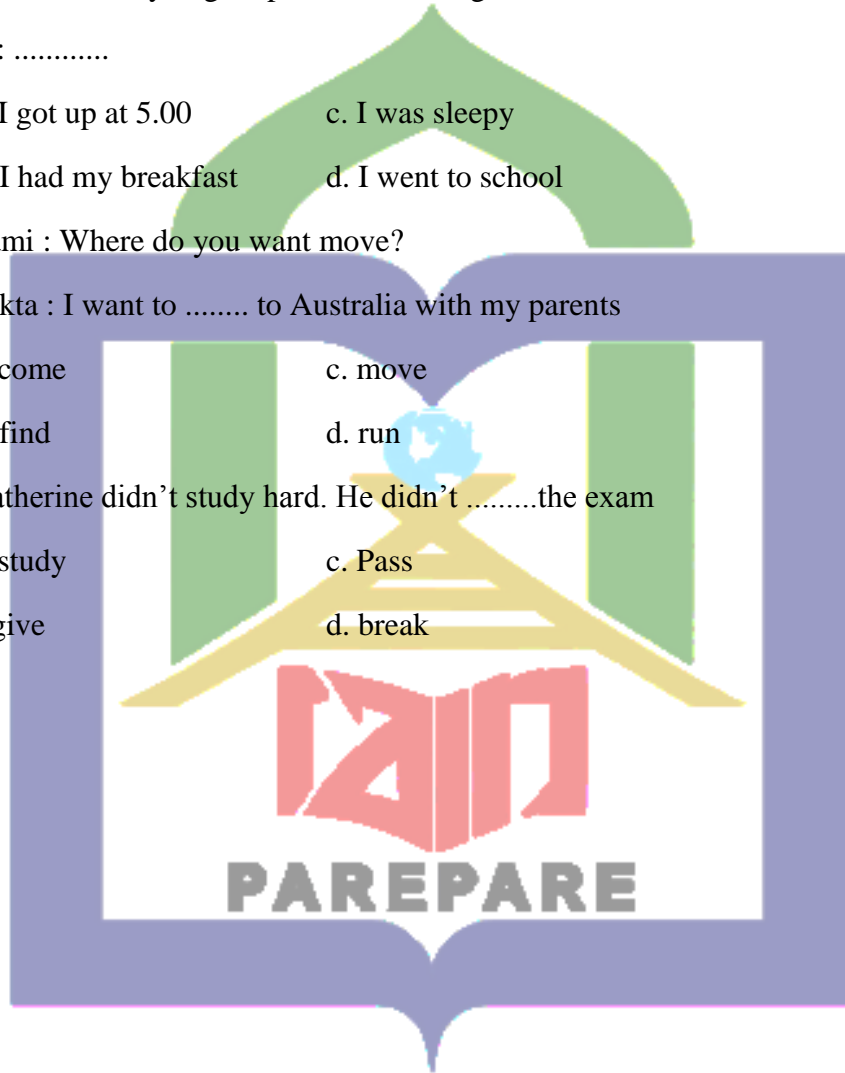 : ............
I got up at 5.00 c. I was sleepy
I had my breakfast d. I went to school
ami : Where do you want move?
kta : I want to ........ to Australia with my parents
come c. move
find d. run
atherine didn’t study hard. He didn’t .........the exam
study c. Pass
give d. break
iain
PAREPARE